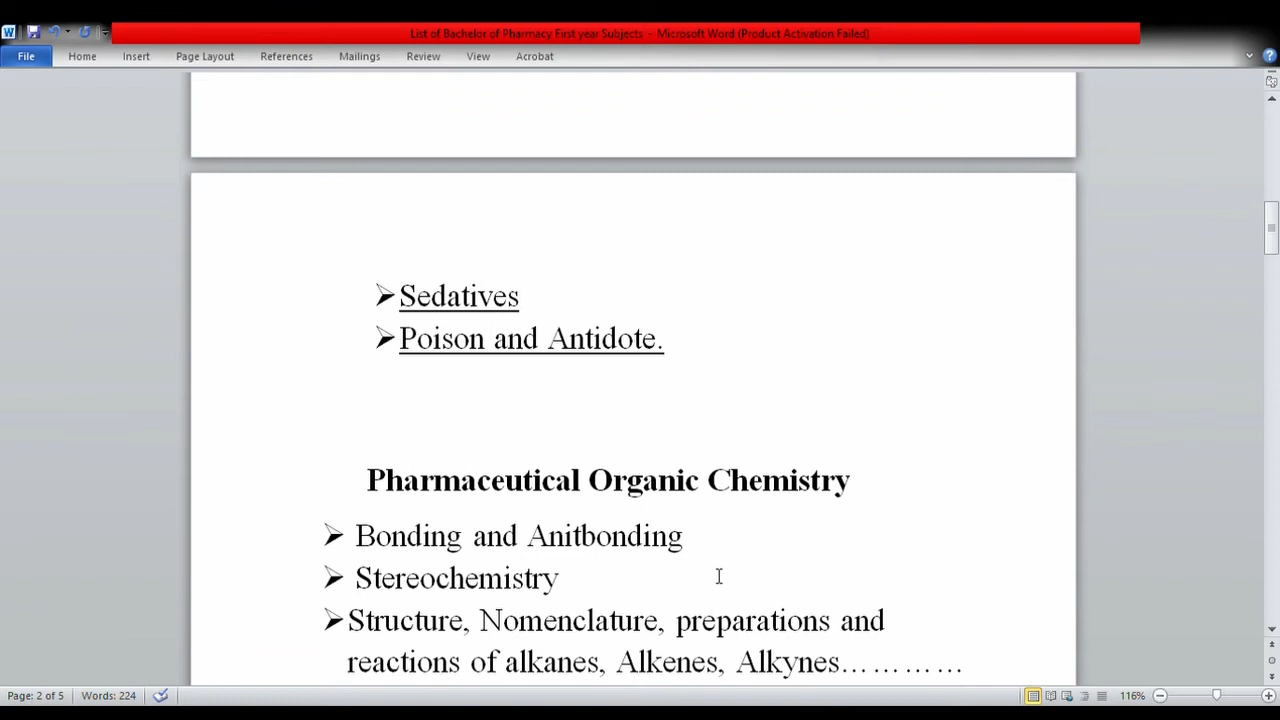 List of Bachelor of Pharmacy First year Subjects - Microsoft Word (Product Activation Failed)
File Home Insert Page Layout References Mailings Review View Acrobat
Sedatives
Poison and Antidote.
Pharmaceutical Organic Chemistry
Bonding and Anitbonding
Stereochemistry
Structure, Nomenclature, preparations and
reactions of alkanes, Alkenes, Alkynes…………
Page: 2 of 5 Words: 224 116%